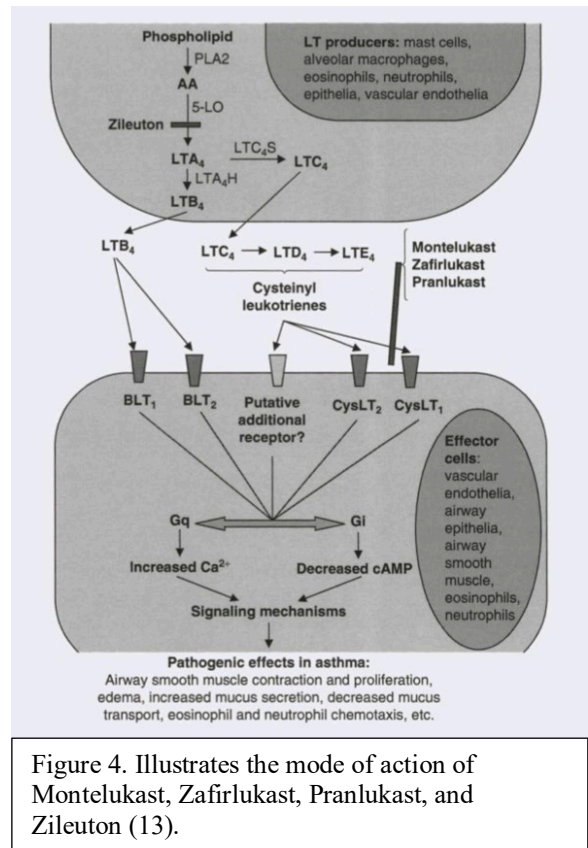 Phospholipid
PLA2
AA
5-LO
Zileuton
LTA4
LTC4S
LTC4
LTA4H
LTB4
LT producers: mast cells,
alveolar macrophages,
eosinophils, neutrophils,
epithelia, vascular endothelia
LTB4
LTC4
LTD4
LTE4
Cysteinyl
leukotrienes
Montelukast
Zafirlukast
Pranlukast
BLT1
BLT2
Putative
additional
receptor?
CysLT2
CysLT1
Effector
cells:
vascular
endothelia,
airway
epithelia,
airway
smooth
muscle,
eosinophils,
neutrophils
Gq
Gi
Increased Ca2+
Decreased cAMP
Signaling mechanisms
Pathogenic effects in asthma:
Airway smooth muscle contraction and proliferation,
edema, increased mucus secretion, decreased mucus
transport, eosinophil and neutrophil chemotaxis, etc.
Figure 4. Illustrates the mode of action of
Montelukast, Zafirlukast, Pranlukast, and
Zileuton (13).